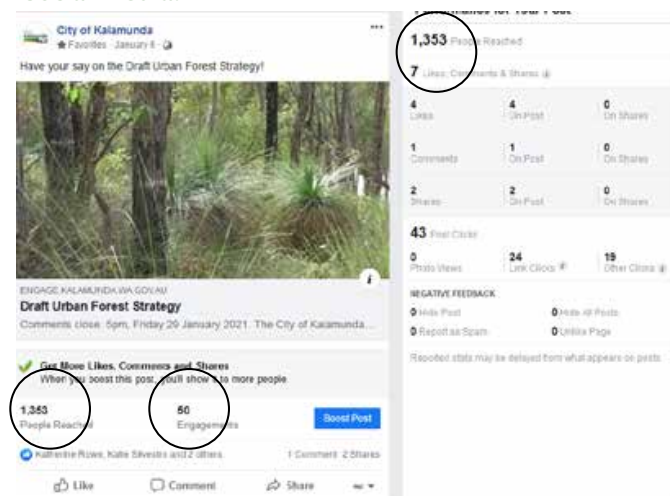 City of Kalamunda
Favorites · January 8 ·
Have your say on the Draft Urban Forest Strategy!
ENGAGE.KALAMUNDA.WA.GOV.AU
Draft Urban Forest Strategy
Comments close: 5pm, Friday 29 January 2021. The City of Kalamunda...
Get More Likes, Comments and Shares
When you boost this post, you'll show it to more people.
1,353
People Reached
50
Engagements
Boost Post
Katherine Rowe, Katie Silvestro and 2 others
1 Comment 2 Shares
Like
Comment
Share
Performance for Your Post
1,353 People Reached
7 Likes, Comments & Shares
4
Likes
4
On Post
0
On Shares
1
Comments
1
On Post
0
On Shares
2
Shares
2
On Post
0
On Shares
43 Post Clicks
0
Photo Views
24
Link Clicks
19
Other Clicks
NEGATIVE FEEDBACK
0 Hide Post
0 Hide All Posts
0 Report as Spam
0 Unlike Page
Reported stats may be delayed from what appears on posts